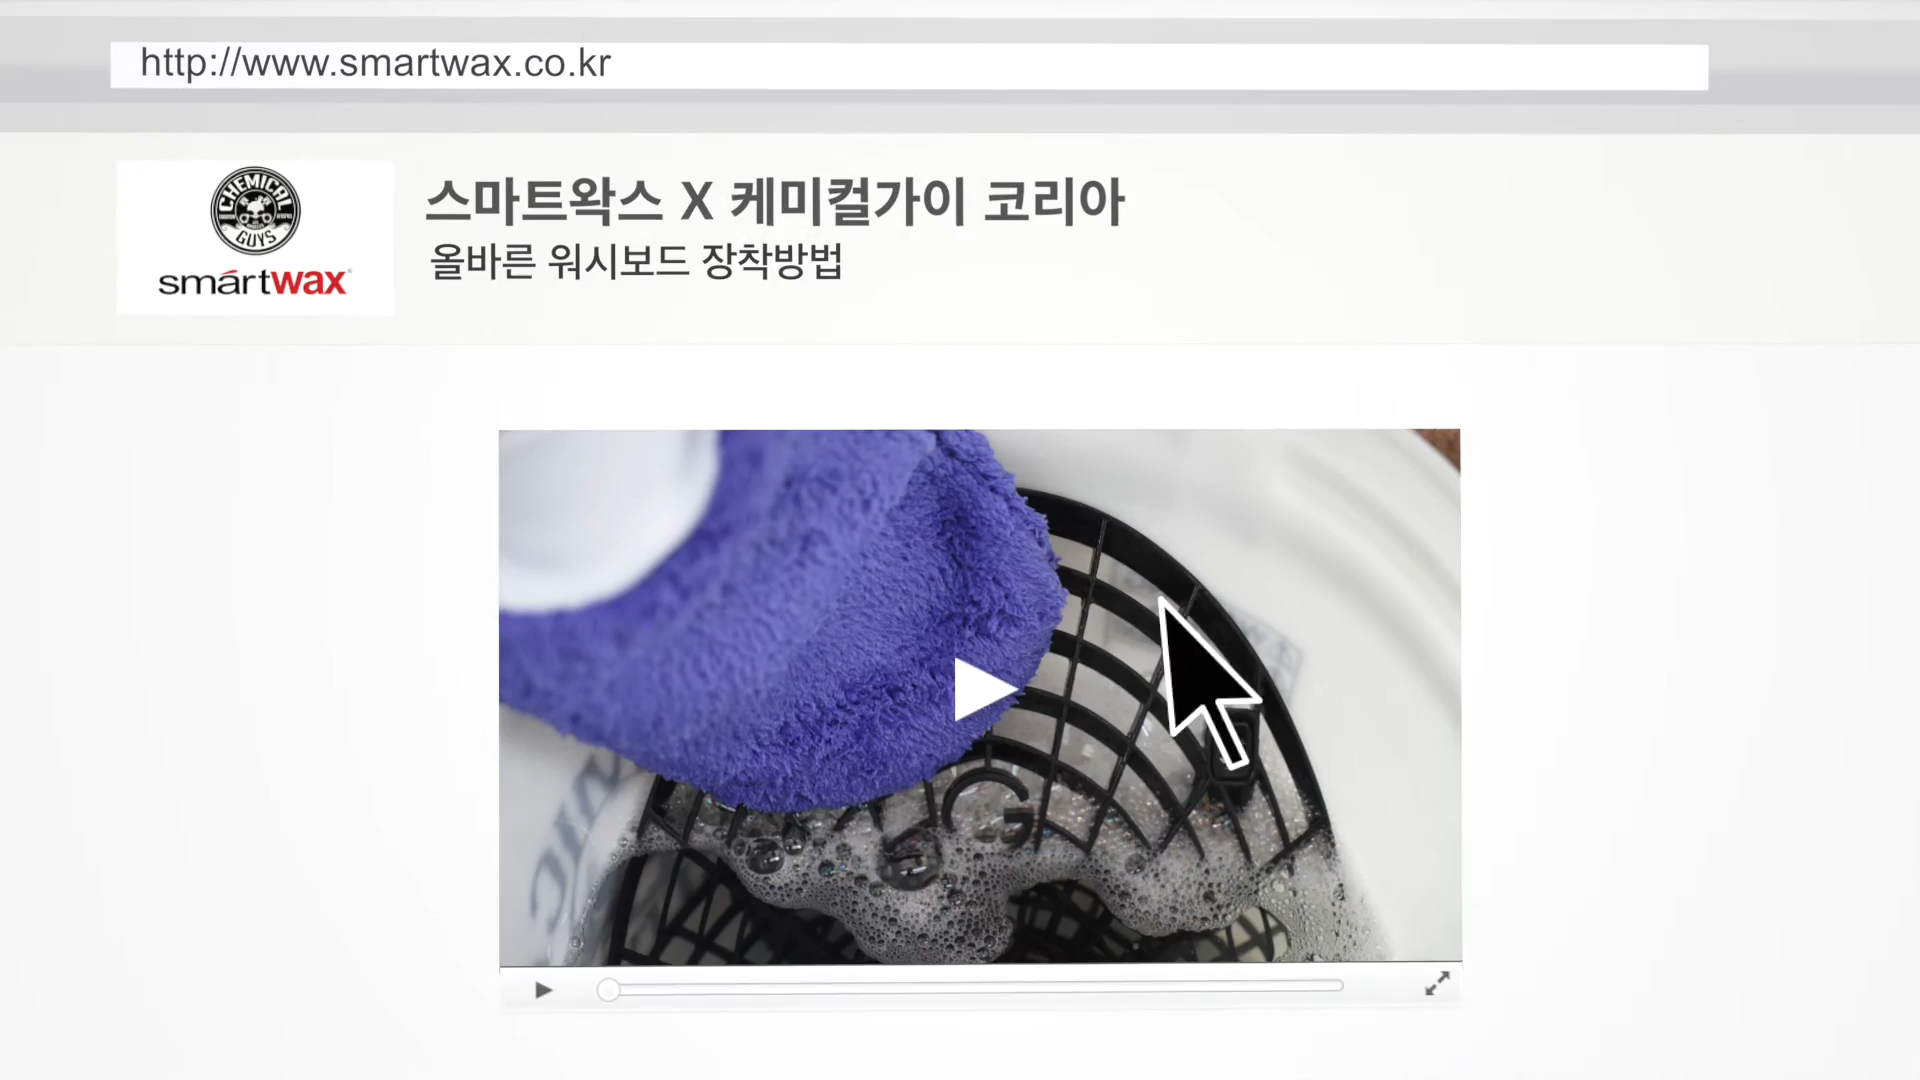 http://www.smartwax.co.kr
CHEMICAL
GUYS
smartwax
스마트왁스 X 케미컬가이 코리아
올바른 워시보드 장착방법
G